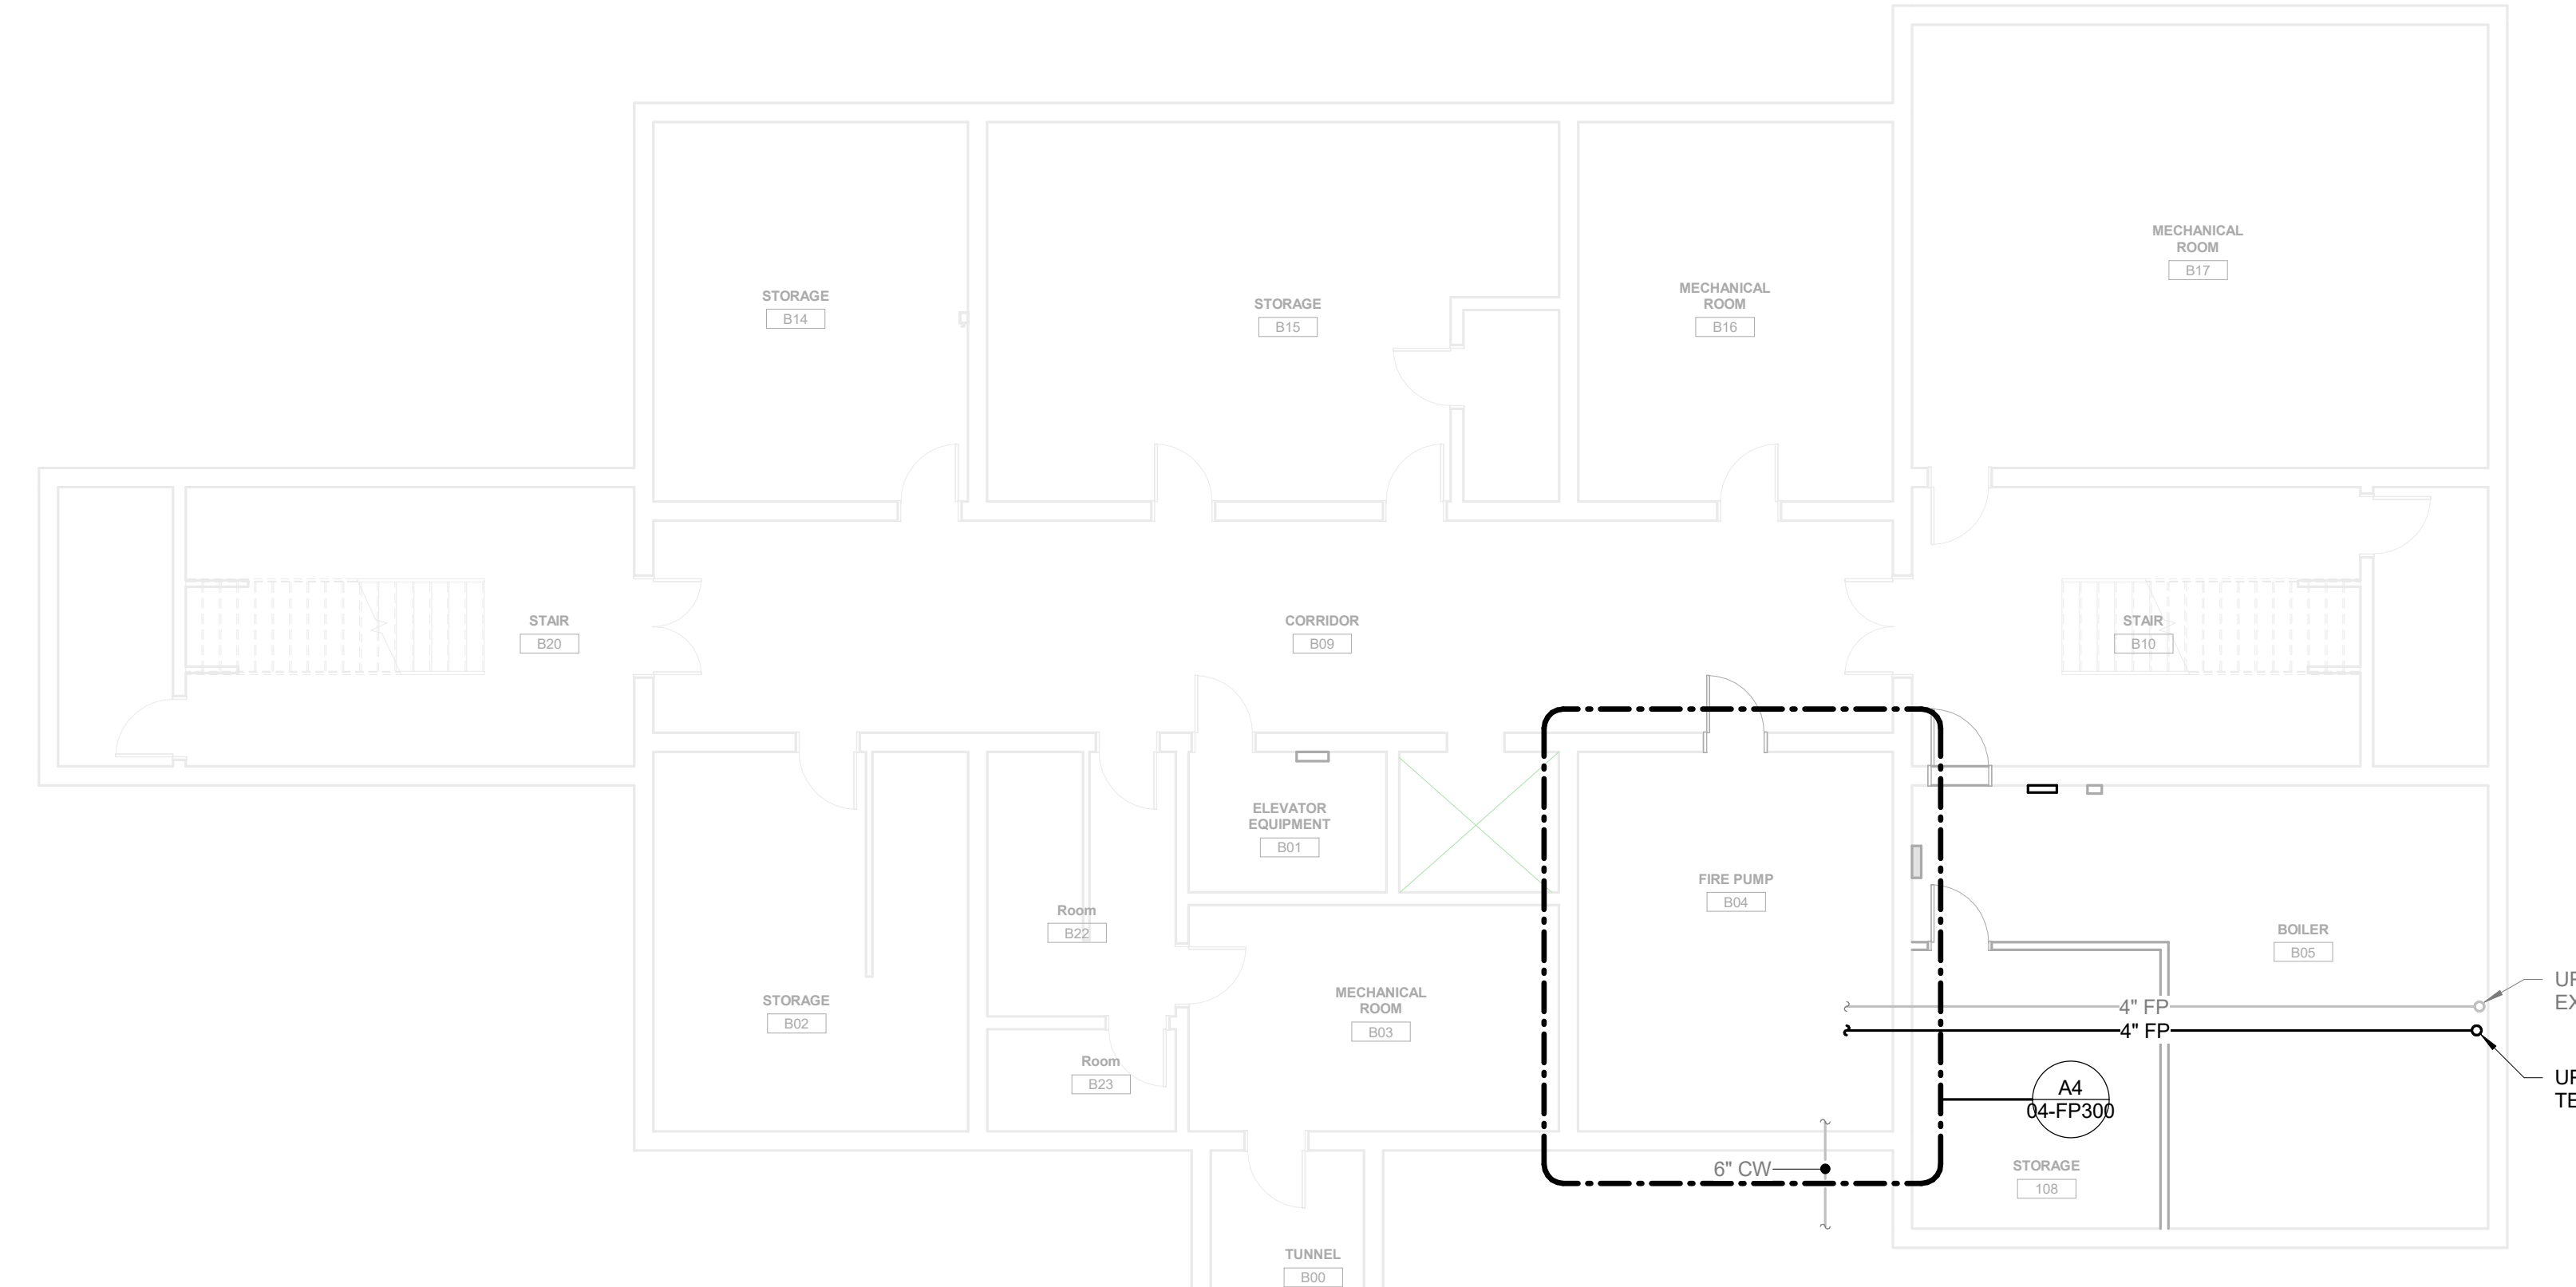 MECHANICAL
ROOM
B17
STORAGE
B14
STORAGE
B15
MECHANICAL
ROOM
B16
STAIR
B20
CORRIDOR
B09
STAIR
B10
ELEVATOR
EQUIPMENT
B01
FIRE PUMP
B04
Room
B22
BOILER
B05
STORAGE
B02
MECHANICAL
ROOM
B03
4" FP
4" FP
Room
B23
A4
04-FP300
6" CW
STORAGE
108
TUNNEL
B00